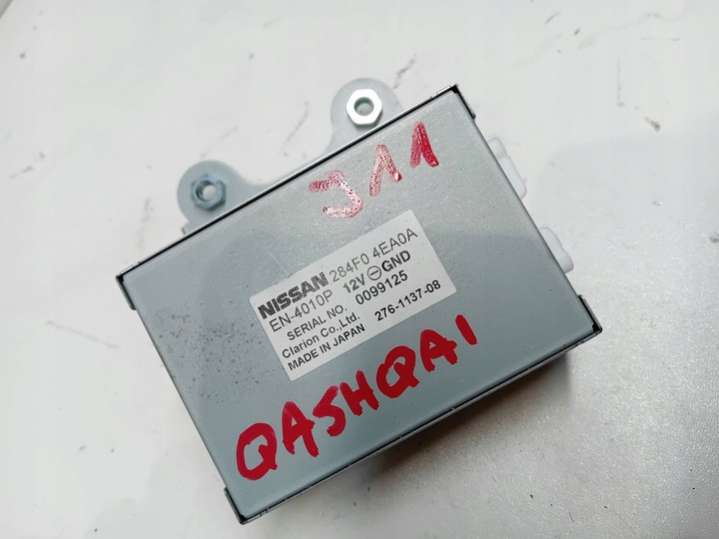 J11
NISSAN 284F0 4EA0A
EN-4010P 12V⊖GND
SERIAL NO. 0099125
Clarion Co.,Ltd.
MADE IN JAPAN 276-1137-08
QASHQAI